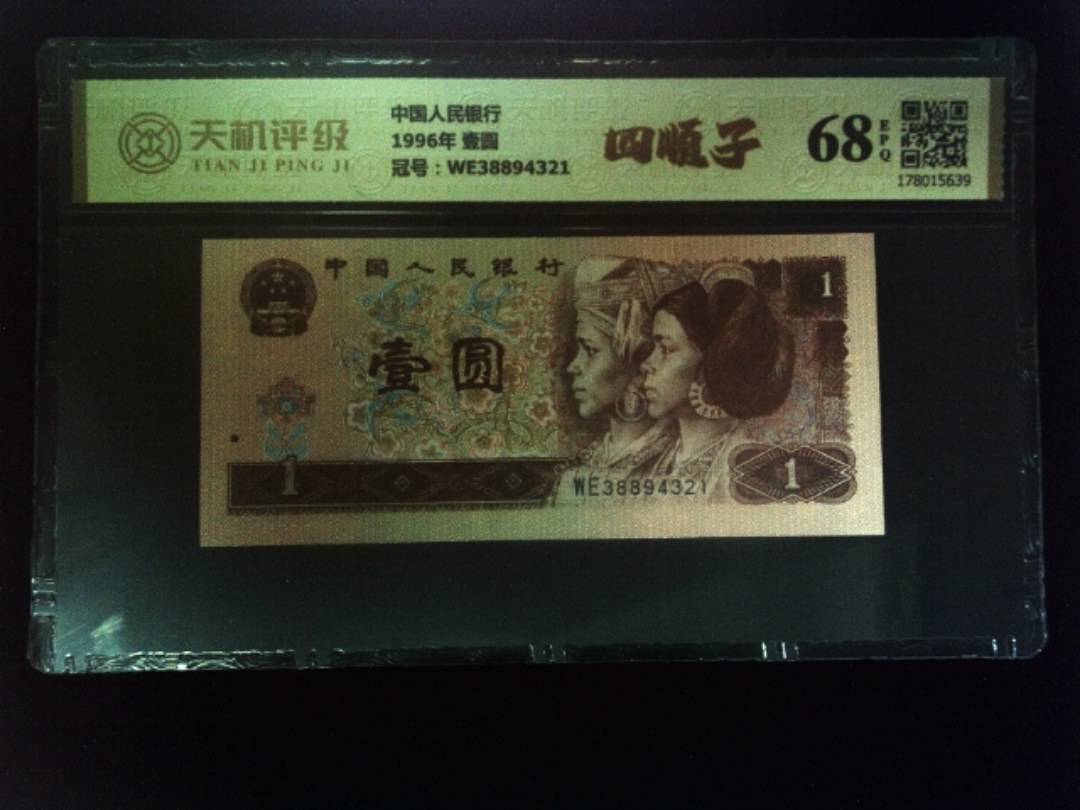 天机评级
TIAN JI PING JI
中国人民银行
1996年 壹圆
冠号：WE38894321
四顺子
68
EPQ
178015639
中国人民银行
1
壹圆
1
WE38894321
1